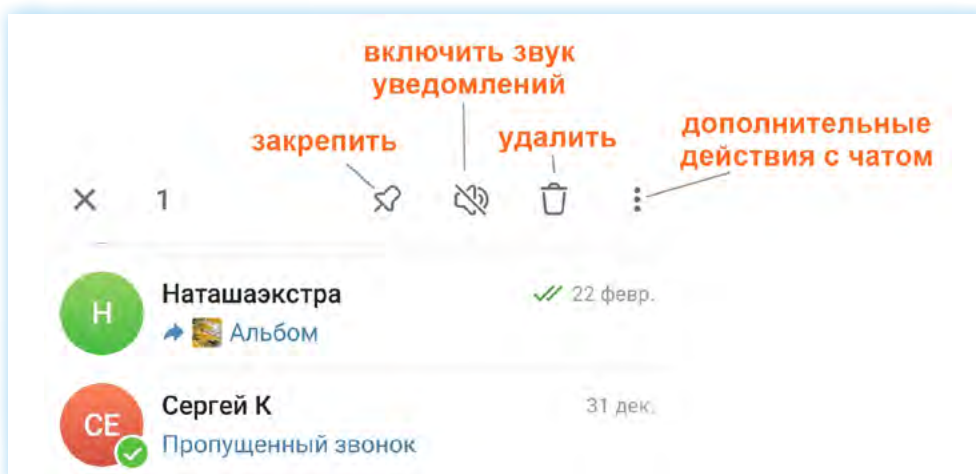 включить звук
уведомлений
закрепить
удалить
дополнительные
действия с чатом
1
Н
Наташаэкстра
22 февр.
Альбом
СЕ
Сергей К
31 дек.
Пропущенный звонок